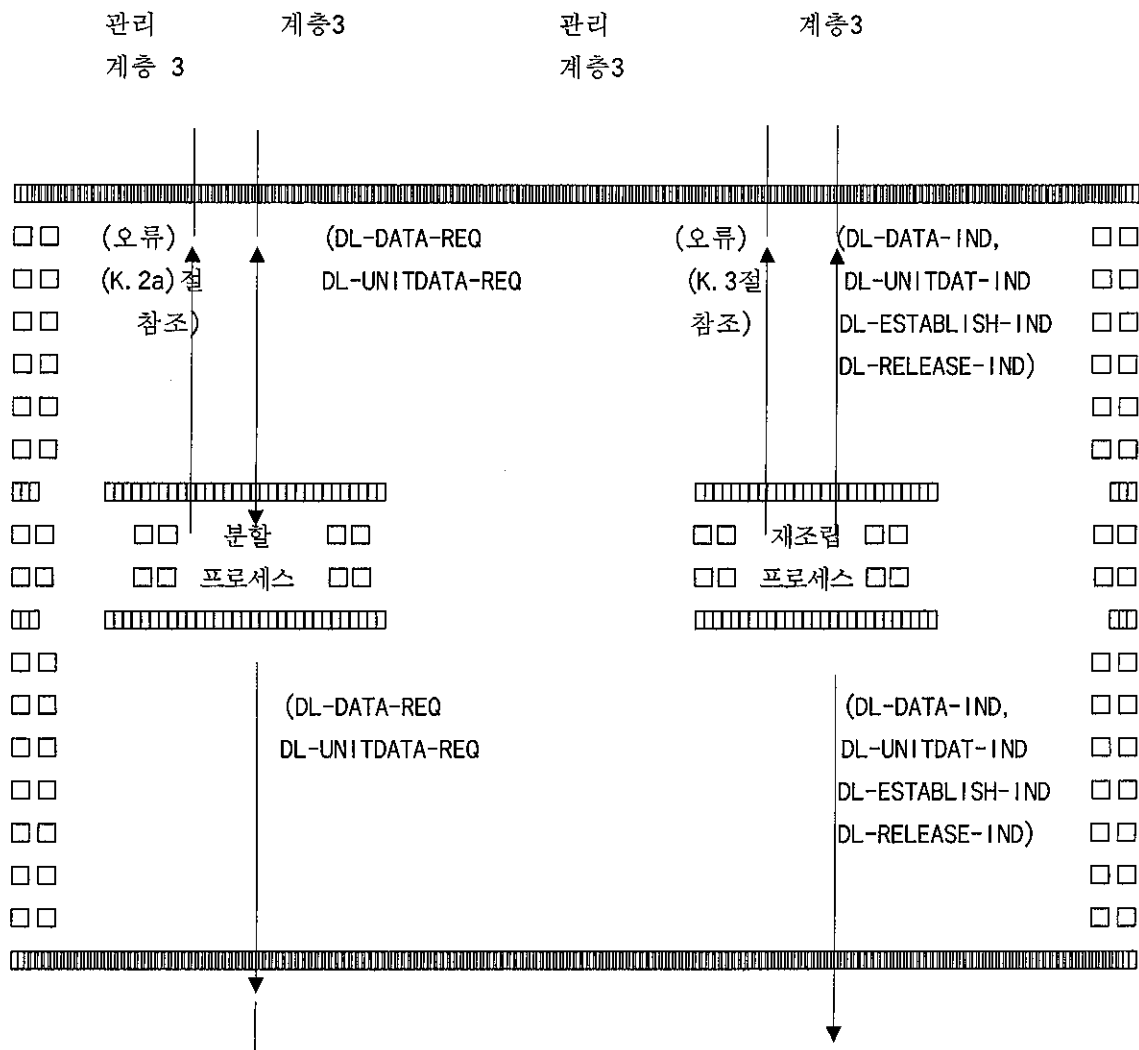 관리 계층3 관리 계층3
계층 3 계층3
(오류) (DL-DATA-REQ (오류) (DL-DATA-IND,
(K.2a)절 DL-UNITDATA-REQ (K.3절 DL-UNITDAT-IND
참조) 참조) DL-ESTABLISH-IND
DL-RELEASE-IND)
분할 재조립
프로세스 프로세스
(DL-DATA-REQ (DL-DATA-IND,
DL-UNITDATA-REQ DL-UNITDAT-IND
DL-ESTABLISH-IND
DL-RELEASE-IND)